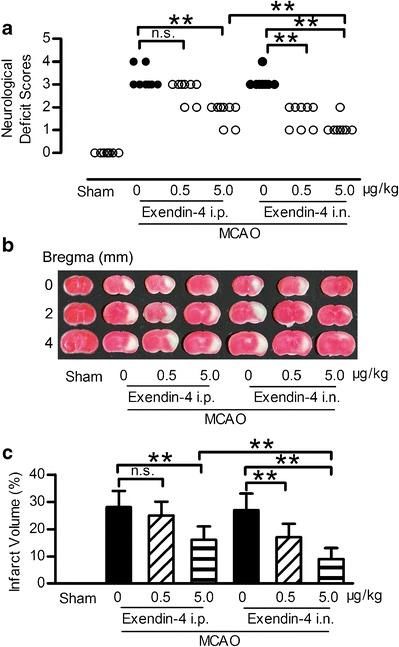 a
** **
** n.s. **
Neurological Deficit Scores
5
4
3
2
1
0
Sham 0 0.5 5.0 0 0.5 5.0 µg/kg
Exendin-4 i.p. Exendin-4 i.n.
MCAO
b
Bregma (mm)
0
2
4
Sham 0 0.5 5.0 0 0.5 5.0 µg/kg
Exendin-4 i.p. Exendin-4 i.n.
MCAO
c
** ** **
n.s. **
Infarct Volume (%)
40
30
20
10
0
Sham 0 0.5 5.0 0 0.5 5.0 µg/kg
Exendin-4 i.p. Exendin-4 i.n.
MCAO